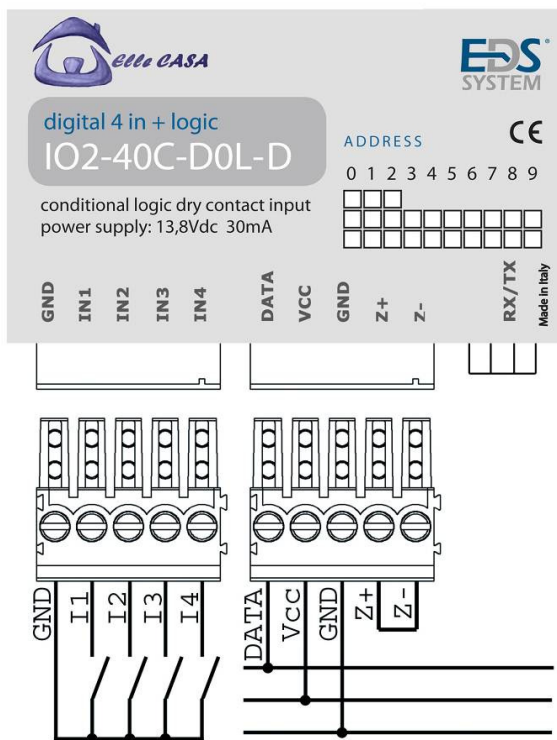 Elle CASA
EDS
SYSTEM
digital 4 in + logic
IO2-40C-D0L-D
conditional logic dry contact input
power supply: 13,8Vdc 30mA
ADDRESS
CE
0 1 2 3 4 5 6 7 8 9
GND IN1 IN2 IN3 IN4 DATA VCC GND Z+ Z- RX/TX Made in Italy
GND I1 I2 I3 I4 DATA Vcc GND Z+ Z-